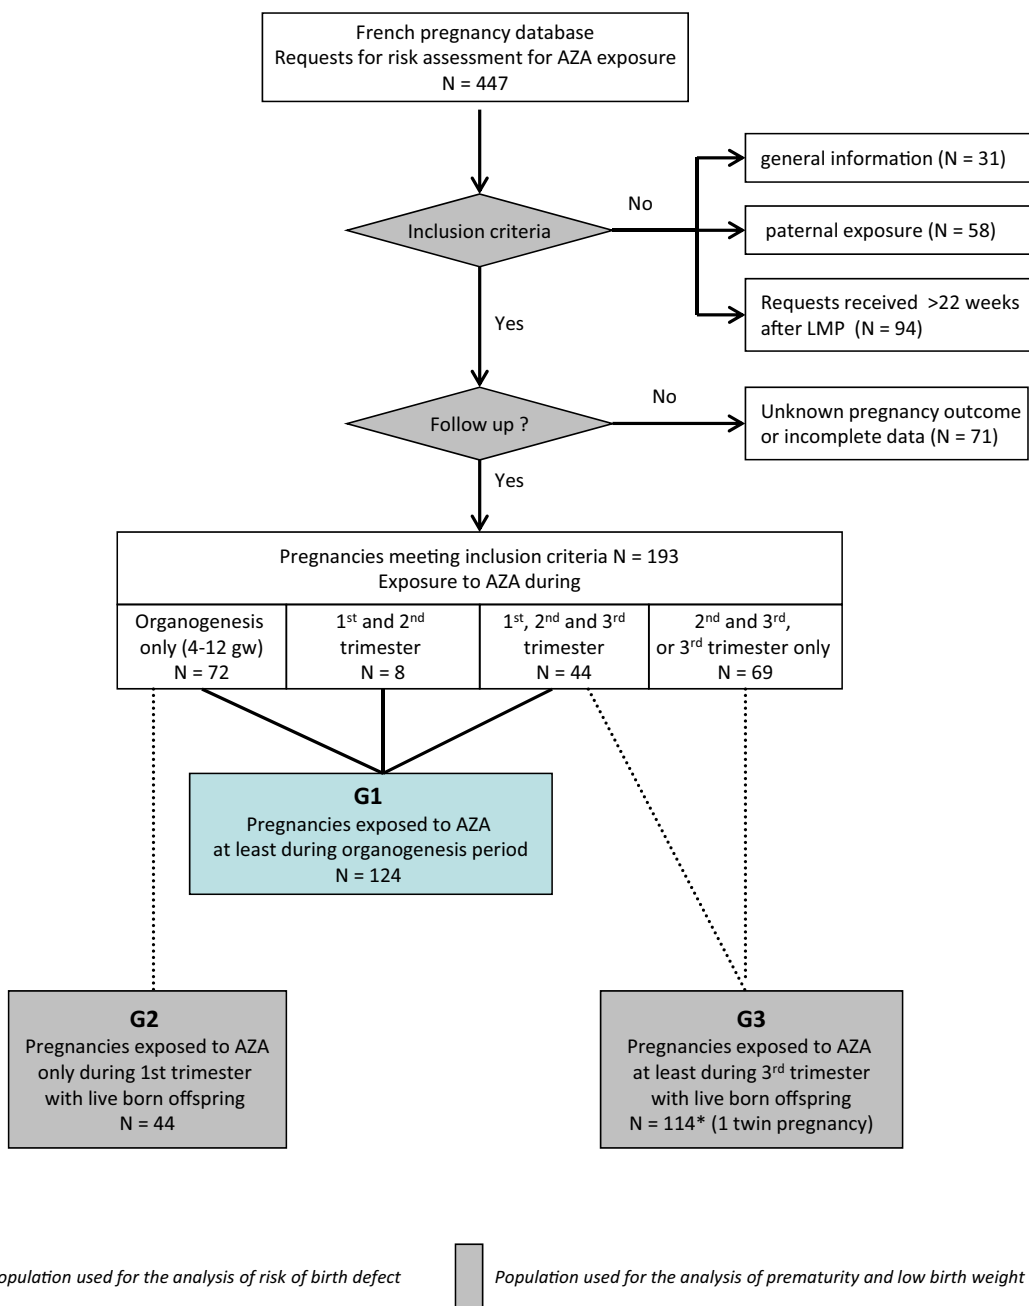 French pregnancy database
Requests for risk assessment for AZA exposure
N = 447
No
general information (N = 31)
Inclusion criteria
paternal exposure (N = 58)
Requests received >22 weeks
after LMP (N = 94)
Yes
No
Follow up ?
Unknown pregnancy outcome
or incomplete data (N = 71)
Yes
Pregnancies meeting inclusion criteria N = 193
Exposure to AZA during
Organogenesis
only (4-12 gw)
N = 72
1st and 2nd
trimester
N = 8
1st, 2nd and 3rd
trimester
N = 44
2nd and 3rd,
or 3rd trimester only
N = 69
G1
Pregnancies exposed to AZA
at least during organogenesis period
N = 124
G2
Pregnancies exposed to AZA
only during 1st trimester
with live born offspring
N = 44
G3
Pregnancies exposed to AZA
at least during 3rd trimester
with live born offspring
N = 114* (1 twin pregnancy)
opulation used for the analysis of risk of birth defect
Population used for the analysis of prematurity and low birth weight